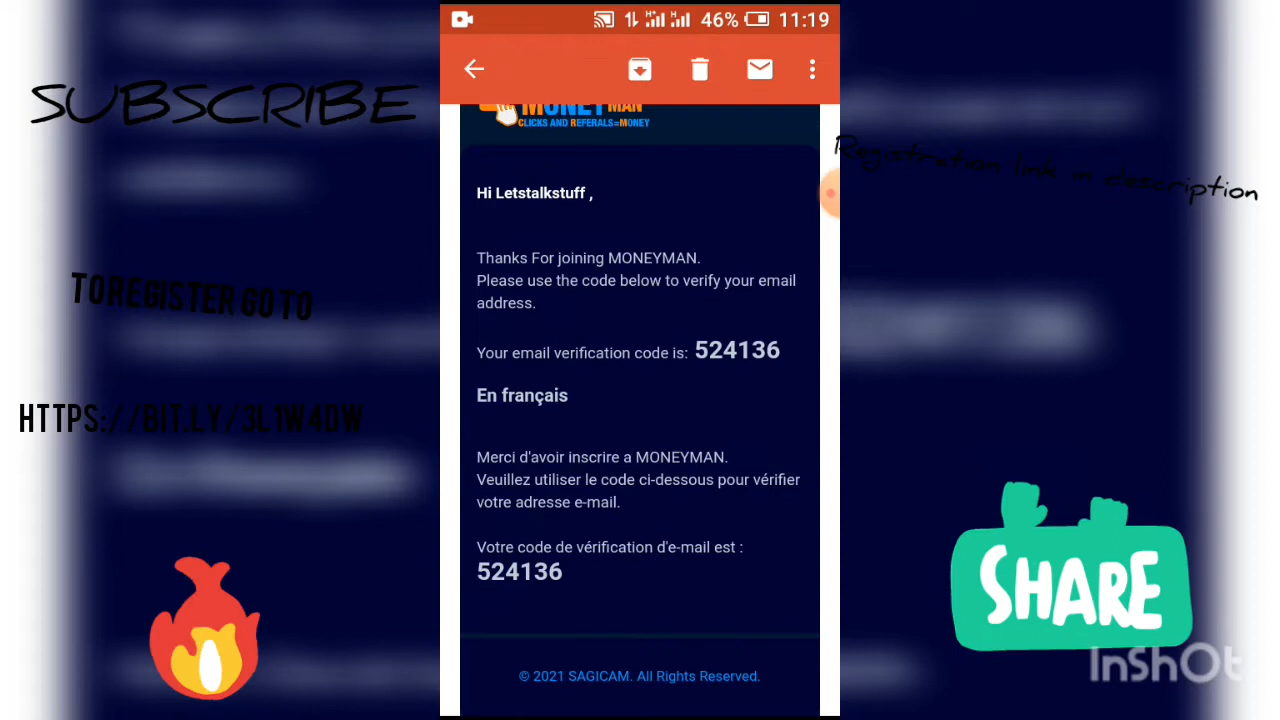 46% 11:19
SUBSCRIBE
MONEYMAN
CLICKS AND REFERALS=MONEY
Registration link in description
Hi Letstalkstuff ,
Thanks For joining MONEYMAN.
Please use the code below to verify your email
address.
TO REGISTER GO TO
Your email verification code is: 524136
En français
HTTPS://BIT.LY/3L1W4DW
Merci d'avoir inscrire a MONEYMAN.
Veuillez utiliser le code ci-dessous pour vérifier
votre adresse e-mail.
Votre code de vérification d'e-mail est :
524136
SHARE
© 2021 SAGICAM. All Rights Reserved.
InShOt